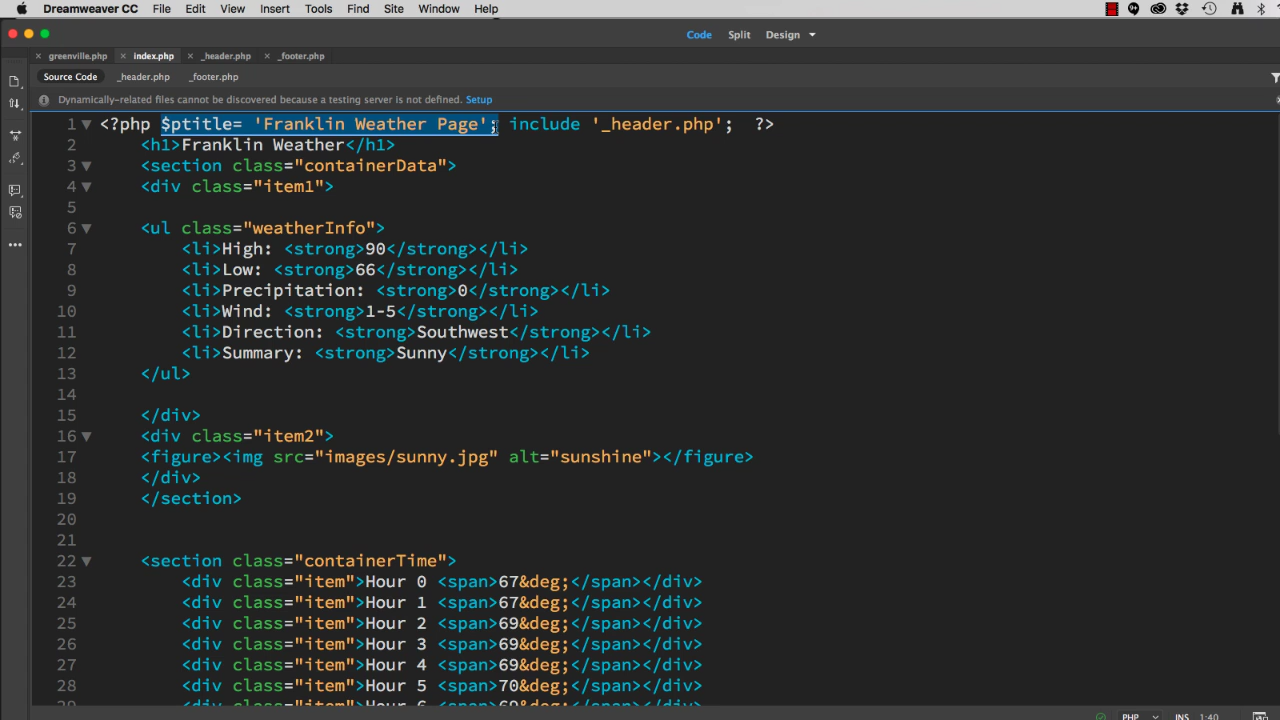 Dreamweaver CC File Edit View Insert Tools Find Site Window Help
Code Split Design
greenville.php index.php _header.php _footer.php
Source Code _header.php _footer.php
Dynamically-related files cannot be discovered because a testing server is not defined. Setup
1 <?php $ptitle= 'Franklin Weather Page'; include '_header.php'; ?>
2 <h1>Franklin Weather</h1>
3 <section class="containerData">
4 <div class="item1">
5
6 <ul class="weatherInfo">
7 <li>High: <strong>90</strong></li>
8 <li>Low: <strong>66</strong></li>
9 <li>Precipitation: <strong>0</strong></li>
10 <li>Wind: <strong>1-5</strong></li>
11 <li>Direction: <strong>Southwest</strong></li>
12 <li>Summary: <strong>Sunny</strong></li>
13 </ul>
14
15 </div>
16 <div class="item2">
17 <figure><img src="images/sunny.jpg" alt="sunshine"></figure>
18 </div>
19 </section>
20
21
22 <section class="containerTime">
23 <div class="item">Hour 0 <span>67&deg;</span></div>
24 <div class="item">Hour 1 <span>67&deg;</span></div>
25 <div class="item">Hour 2 <span>69&deg;</span></div>
26 <div class="item">Hour 3 <span>69&deg;</span></div>
27 <div class="item">Hour 4 <span>69&deg;</span></div>
28 <div class="item">Hour 5 <span>70&deg;</span></div>
PHP INS 1:40